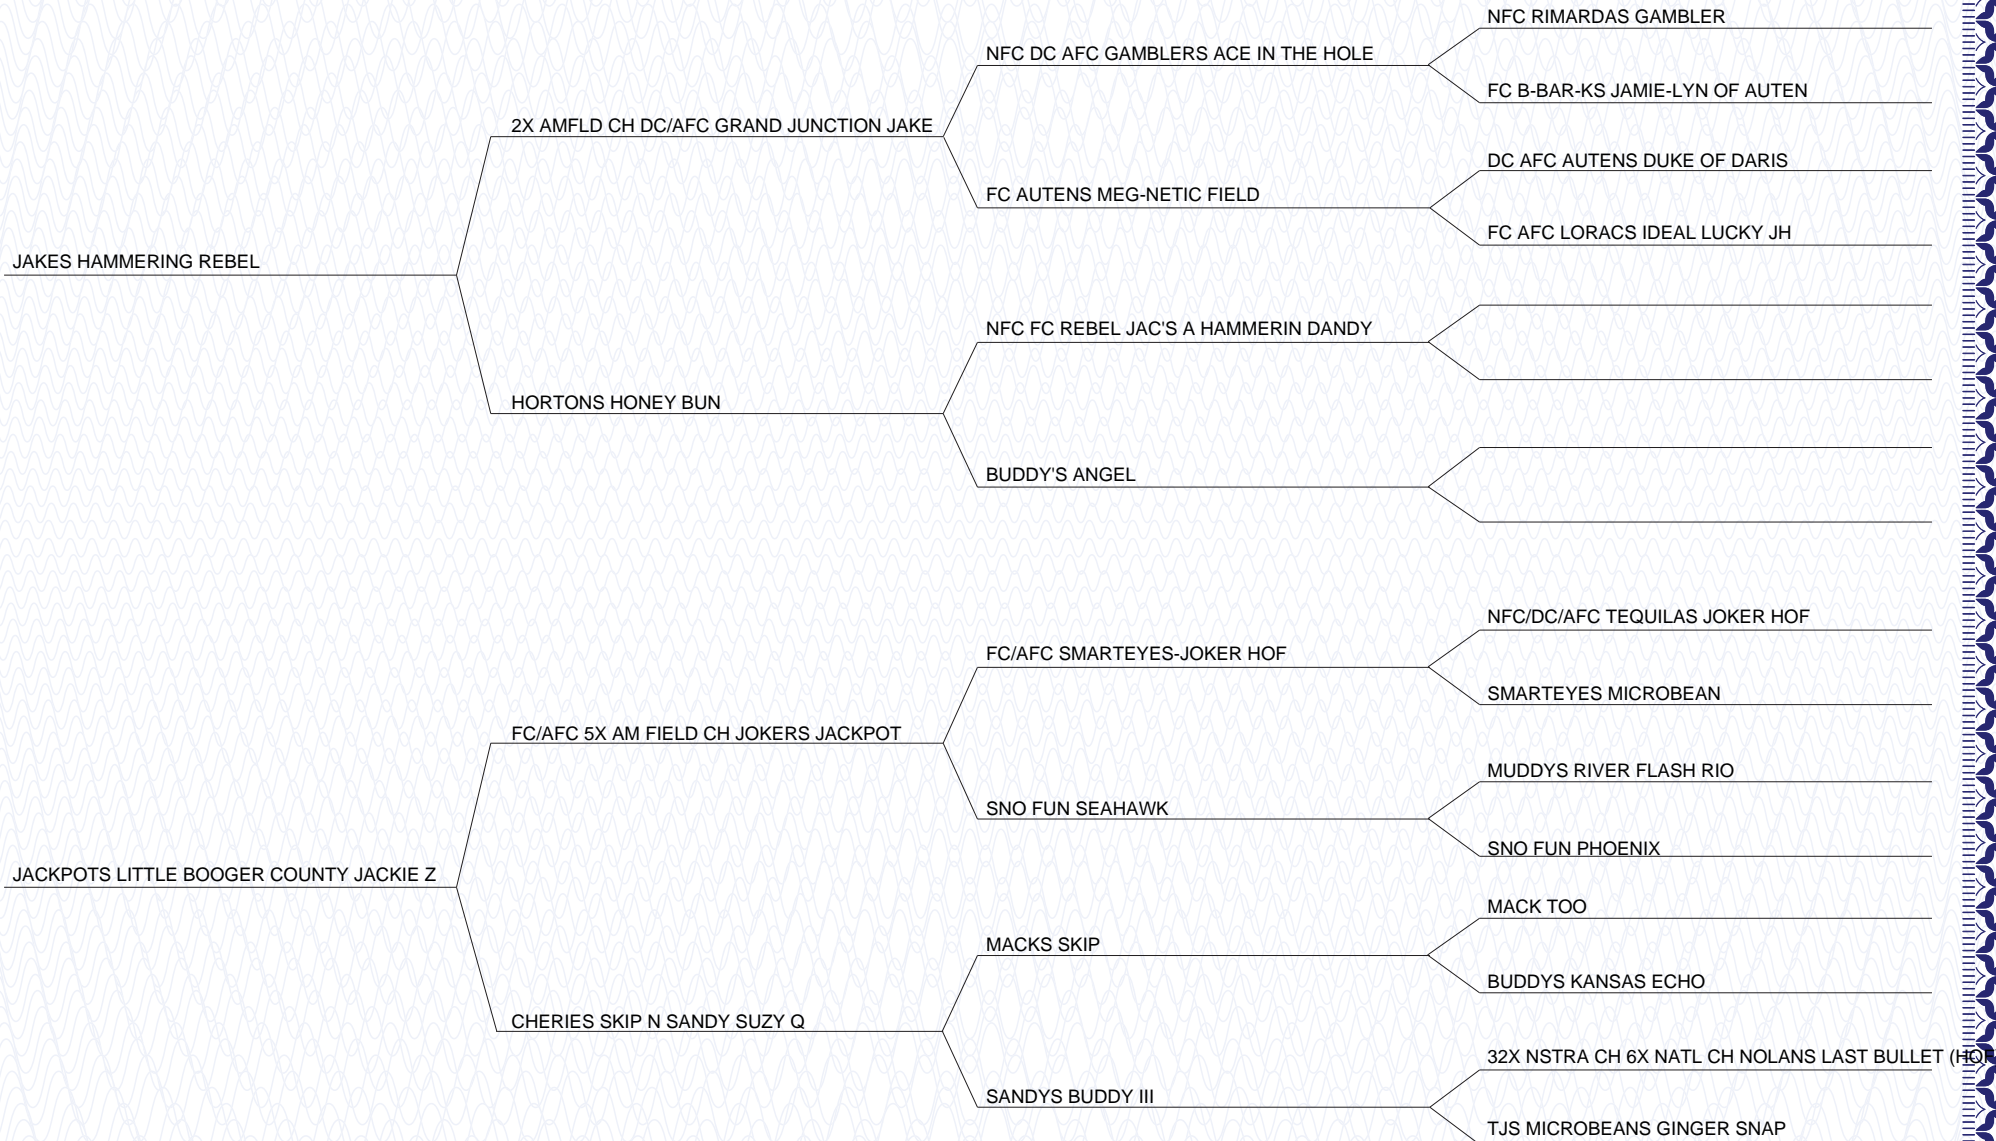 NFC RIMARDAS GAMBLER
NFC DC AFC GAMBLERS ACE IN THE HOLE
FC B-BAR-KS JAMIE-LYN OF AUTEN
2X AMFLD CH DC/AFC GRAND JUNCTION JAKE
DC AFC AUTENS DUKE OF DARIS
FC AUTENS MEG-NETIC FIELD
FC AFC LORACS IDEAL LUCKY JH
JAKES HAMMERING REBEL
NFC FC REBEL JAC'S A HAMMERIN DANDY
HORTONS HONEY BUN
BUDDY'S ANGEL
NFC/DC/AFC TEQUILAS JOKER HOF
FC/AFC SMARTEYES-JOKER HOF
SMARTEYES MICROBEAN
FC/AFC 5X AM FIELD CH JOKERS JACKPOT
MUDDYS RIVER FLASH RIO
SNO FUN SEAHAWK
SNO FUN PHOENIX
JACKPOTS LITTLE BOOGER COUNTY JACKIE Z
MACK TOO
MACKS SKIP
BUDDYS KANSAS ECHO
CHERIES SKIP N SANDY SUZY Q
32X NSTRA CH 6X NATL CH NOLANS LAST BULLET (HOF
SANDYS BUDDY III
TJS MICROBEANS GINGER SNAP